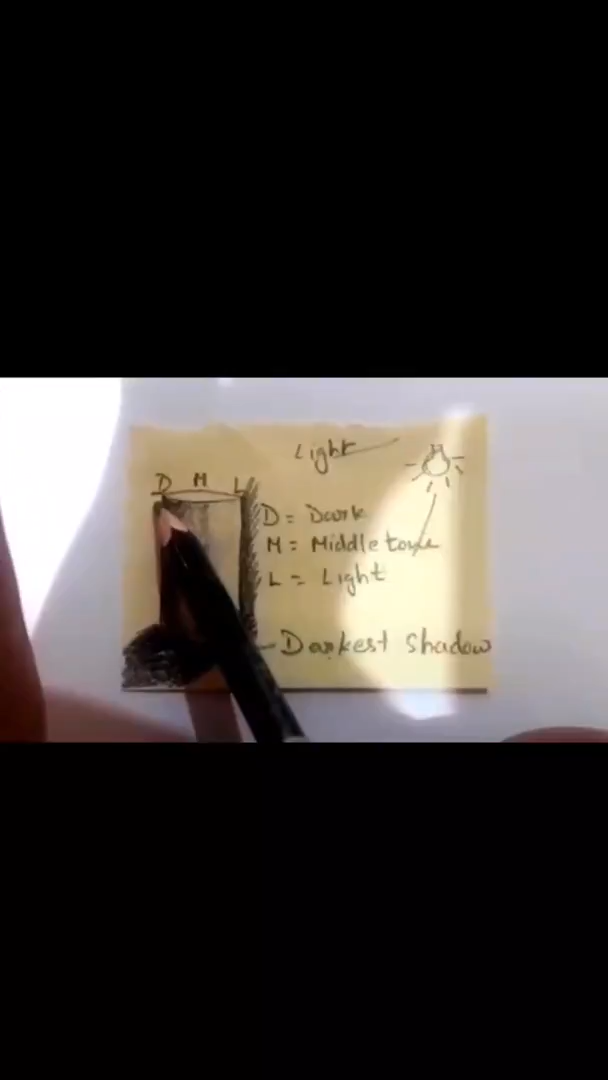 Light
D M L
D = Dark
M = Middle tone
L = Light
Darkest shadow